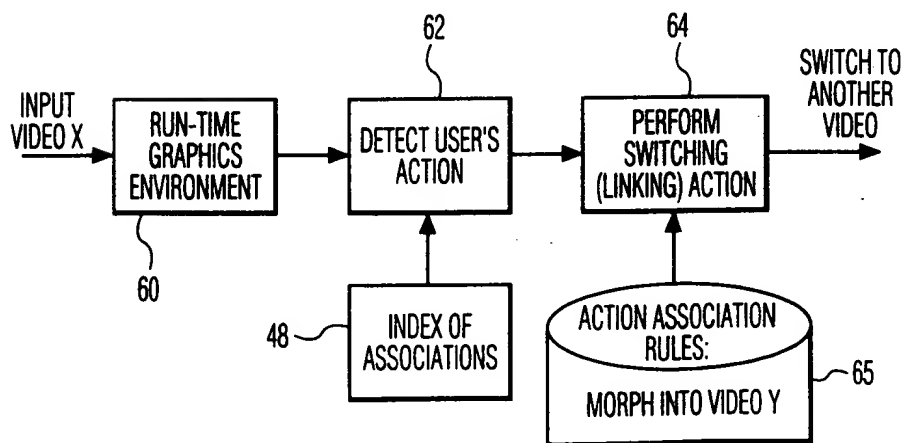 62
64
INPUT
VIDEO X
RUN-TIME
GRAPHICS
ENVIRONMENT
DETECT USER'S
ACTION
PERFORM
SWITCHING
(LINKING) ACTION
SWITCH TO
ANOTHER
VIDEO
60
48
INDEX OF
ASSOCIATIONS
ACTION ASSOCIATION
RULES:
MORPH INTO VIDEO Y
65